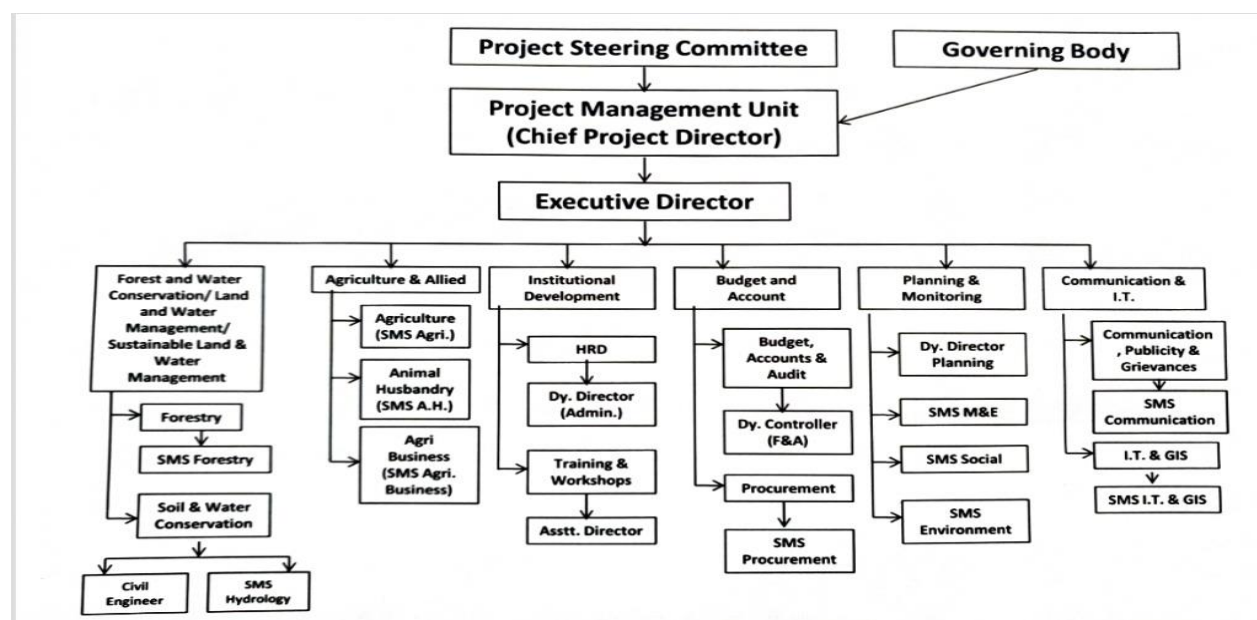 Project Steering Committee
Governing Body
Project Management Unit
(Chief Project Director)
Executive Director
Forest and Water
Conservation/ Land
and Water
Management/
Sustainable Land &
Water
Management
Forestry
SMS Forestry
Soil & Water
Conservation
Civil
Engineer
SMS
Hydrology
Agriculture & Allied
Agriculture
(SMS Agri.)
Animal
Husbandry
(SMS A.H.)
Agri
Business
(SMS Agri.
Business)
Institutional
Development
HRD
Dy. Director
(Admin.)
Training &
Workshops
Asstt. Director
Budget and
Account
Budget,
Accounts &
Audit
Dy. Controller
(F&A)
Procurement
SMS
Procurement
Planning &
Monitoring
Dy. Director
Planning
SMS M&E
SMS Social
SMS
Environment
Communication &
I.T.
Communication
, Publicity &
Grievances
SMS
Communication
I.T. & GIS
SMS I.T. & GIS